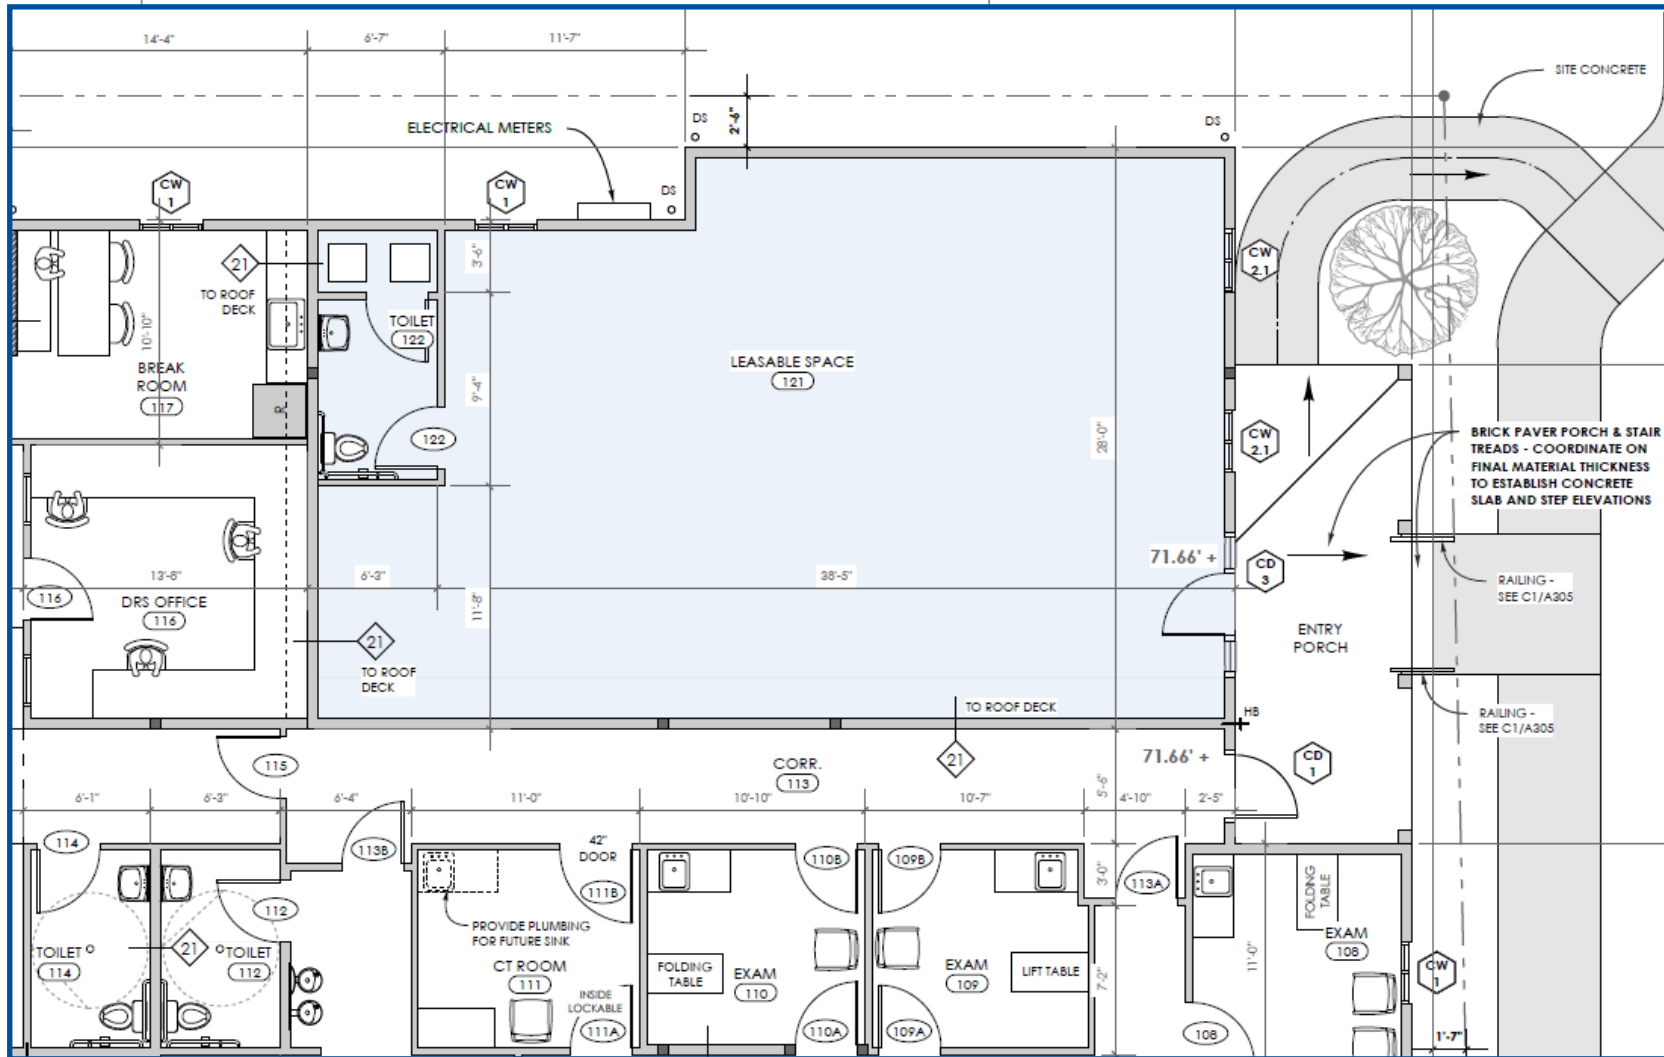 14'-4"
6'-7"
11'-7"
SITE CONCRETE
2'-6"
DS
DS
ELECTRICAL METERS
DS
CW
1
CW
1
CW
2.1
3'-6"
21
TO ROOF
DECK
TOILET
122
10'-10"
BREAK
ROOM
117
R
9'-4"
122
LEASABLE SPACE
121
28'-0"
CW
2.1
BRICK PAVER PORCH & STAIR
TREADS - COORDINATE ON
FINAL MATERIAL THICKNESS
TO ESTABLISH CONCRETE
SLAB AND STEP ELEVATIONS
71.66' +
CD
3
13'-8"
6'-3"
38'-5"
116
DRS OFFICE
116
11'-8"
RAILING -
SEE C1/A305
ENTRY
PORCH
21
TO ROOF
DECK
TO ROOF DECK
HB
RAILING -
SEE C1/A305
115
CORR.
113
21
71.66' +
CD
1
6'-1"
6'-3"
6'-4"
11'-0"
10'-10"
10'-7"
5'-6"
4'-10"
2'-5"
114
113B
42"
DOOR
111B
110B
109B
3'-0"
113A
FOLDING
TABLE
112
PROVIDE PLUMBING
FOR FUTURE SINK
TOILET
114
21
TOILET
112
CT ROOM
111
INSIDE
LOCKABLE
111A
FOLDING
TABLE
EXAM
110
110A
EXAM
109
109A
LIFT TABLE
7'-2"
11'-0"
EXAM
108
108
CW
1
1'-7"